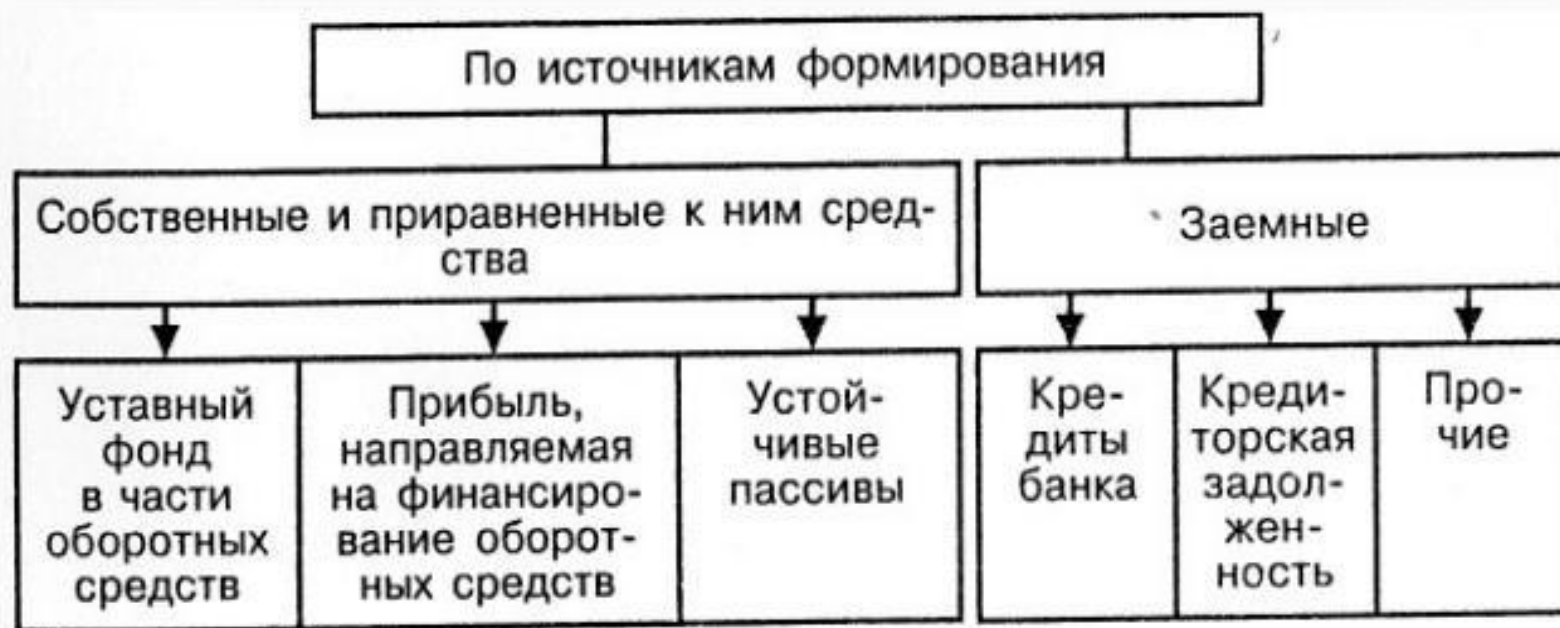 По источникам формирования
Собственные и приравненные к ним сред-
ства
Заемные
Уставный
фонд
в части
оборотных
средств
Прибыль,
направляемая
на финансиро-
вание оборот-
ных средств
Устой-
чивые
пассивы
Кре-
диты
банка
Креди-
торская
задол-
жен-
ность
Про-
чие